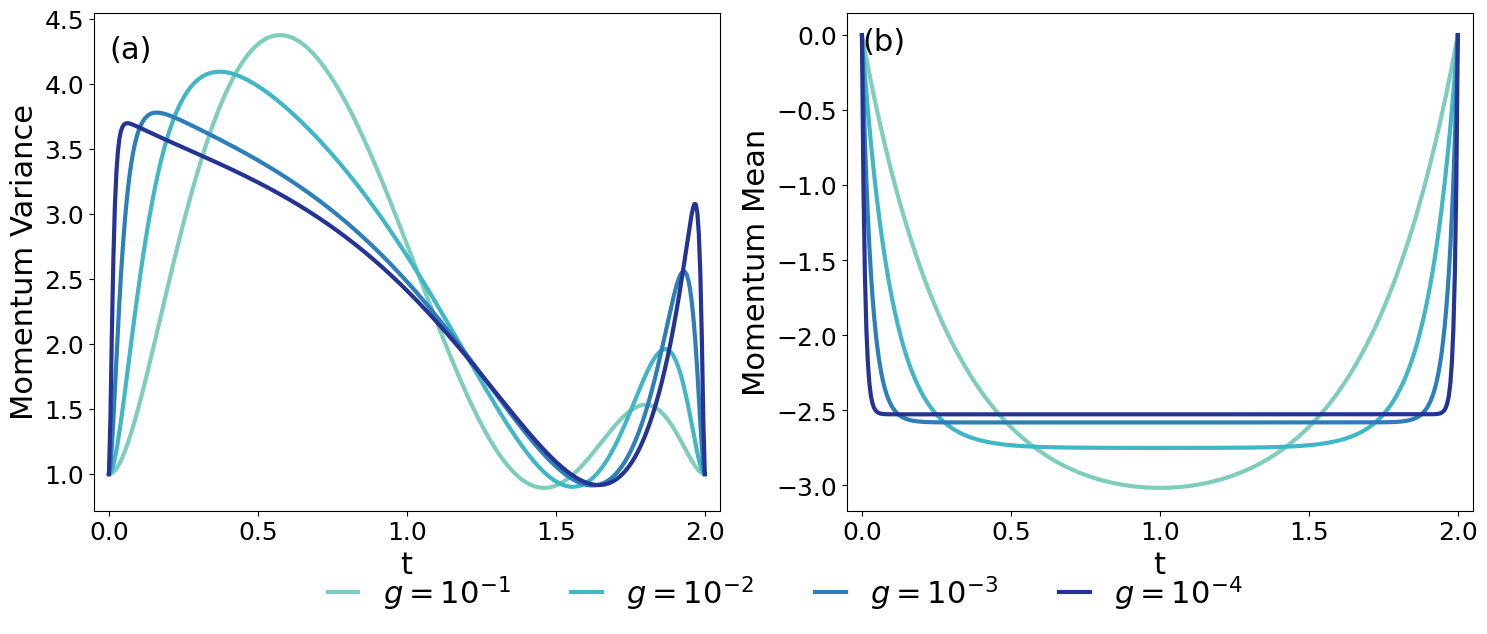 (a)
Momentum Variance
4.5
4.0
3.5
3.0
2.5
2.0
1.5
1.0
0.0 0.5 1.0 1.5 2.0
t
(b)
Momentum Mean
0.0
−0.5
−1.0
−1.5
−2.0
−2.5
−3.0
0.0 0.5 1.0 1.5 2.0
t
g = 10⁻¹ g = 10⁻² g = 10⁻³ g = 10⁻⁴